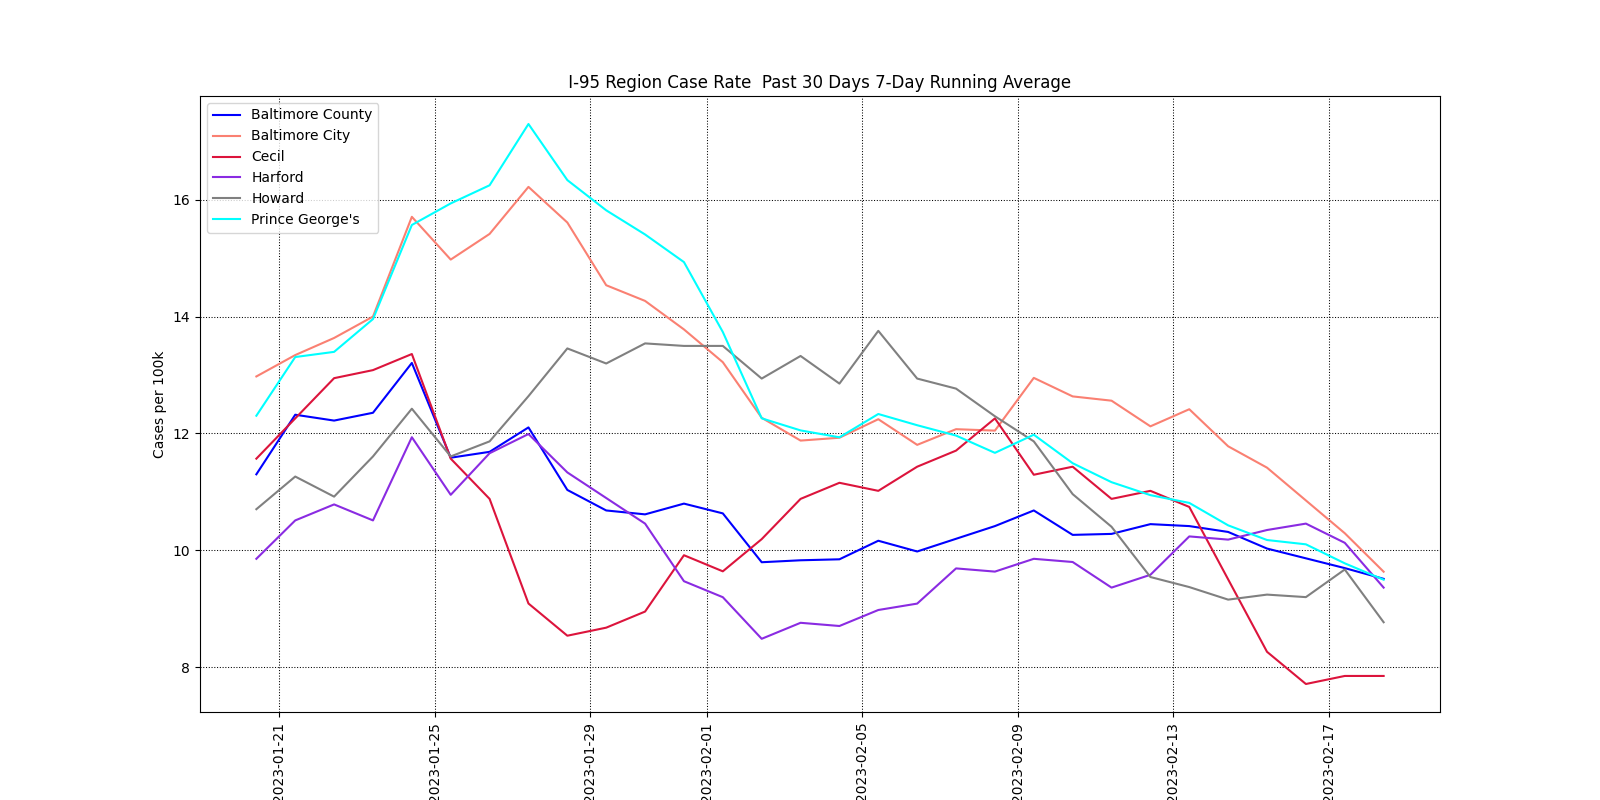 I-95 Region Case Rate  Past 30 Days 7-Day Running Average
Baltimore County
Baltimore City
Cecil
Harford
Howard
Prince George's
Cases per 100k
16
14
12
10
8
2023-01-21
2023-01-25
2023-01-29
2023-02-01
2023-02-05
2023-02-09
2023-02-13
2023-02-17